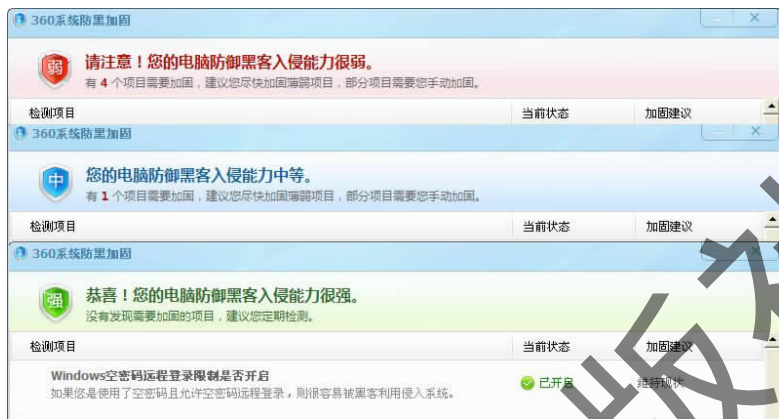 360系统防黑加固
弱
请注意！您的电脑防御黑客入侵能力很弱。
有 4 个项目需要加固，建议您尽快加固薄弱项目，部分项目需要您手动加固。
检测项目 当前状态 加固建议
360系统防黑加固
中
您的电脑防御黑客入侵能力中等。
有 1 个项目需要加固，建议您尽快加固薄弱项目，部分项目需要您手动加固。
检测项目 当前状态 加固建议
360系统防黑加固
强
恭喜！您的电脑防御黑客入侵能力很强。
没有发现需要加固的项目，建议您定期检测。
检测项目 当前状态 加固建议
Windows空密码远程登录限制是否开启
如果您是使用了空密码且允许空密码远程登录，则很容易被黑客利用侵入系统。
已开启 维持现状
版